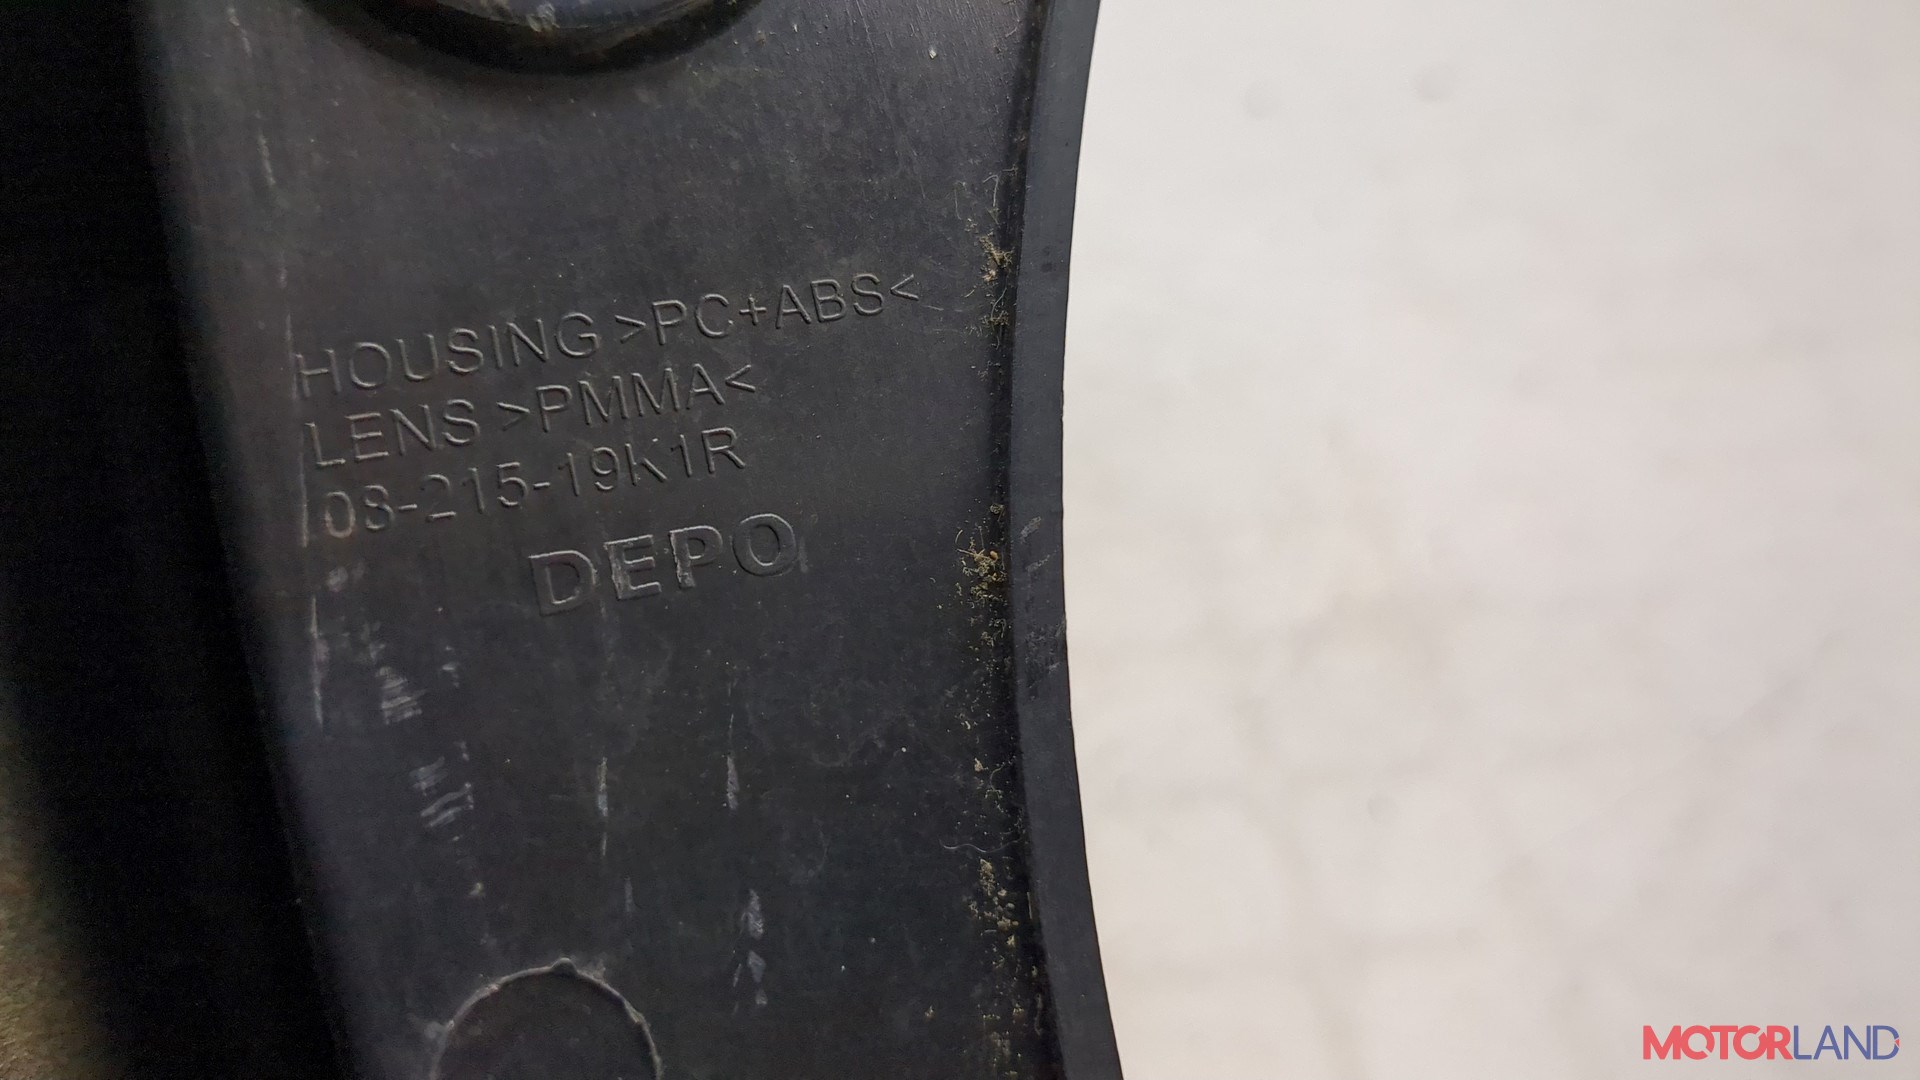 HOUSING >PC+ABS<
LENS >PMMA<
08-215-19K1R
DEPO
MOTORLAND